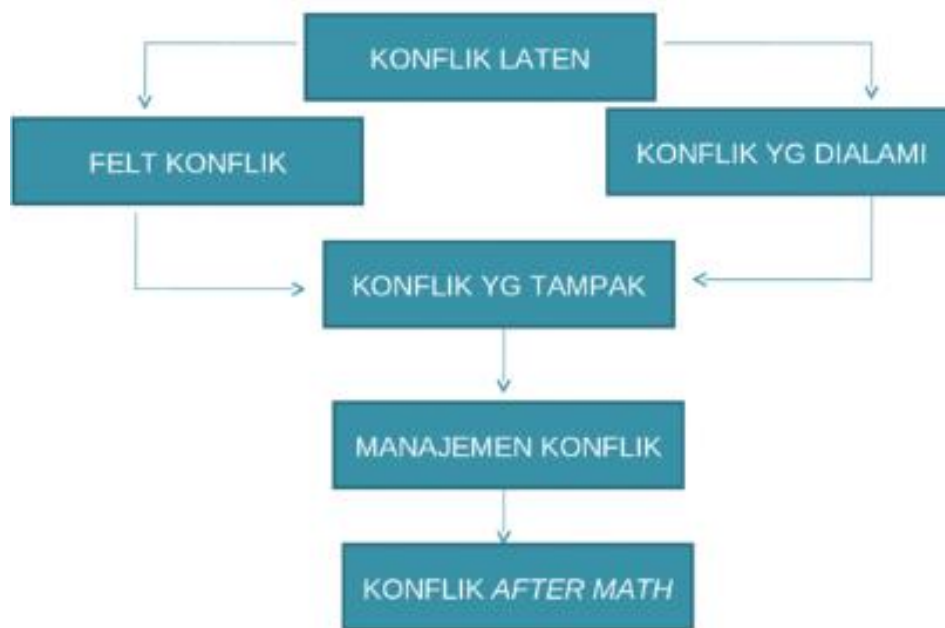 KONFLIK LATEN
FELT KONFLIK
KONFLIK YG DIALAMI
KONFLIK YG TAMPAK
MANAJEMEN KONFLIK
KONFLIK AFTER MATH